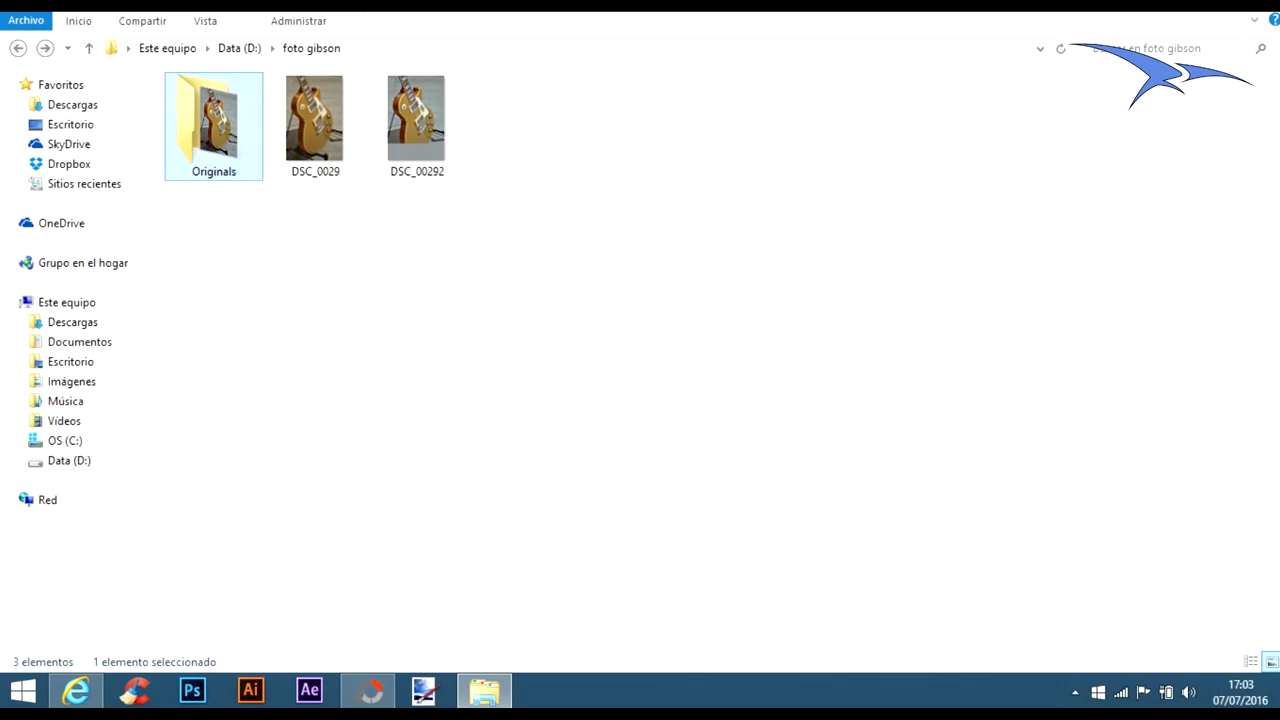 Archivo Inicio Compartir Vista Administrar
Este equipo Data (D:) foto gibson
en foto gibson
Favoritos
Descargas
Escritorio
SkyDrive
Dropbox
Sitios recientes
OneDrive
Grupo en el hogar
Este equipo
Descargas
Documentos
Escritorio
Imágenes
Música
Vídeos
OS (C:)
Data (D:)
Red
Originals DSC_0029 DSC_00292
3 elementos 1 elemento seleccionado
Ps Ai Ae
17:03
07/07/2016